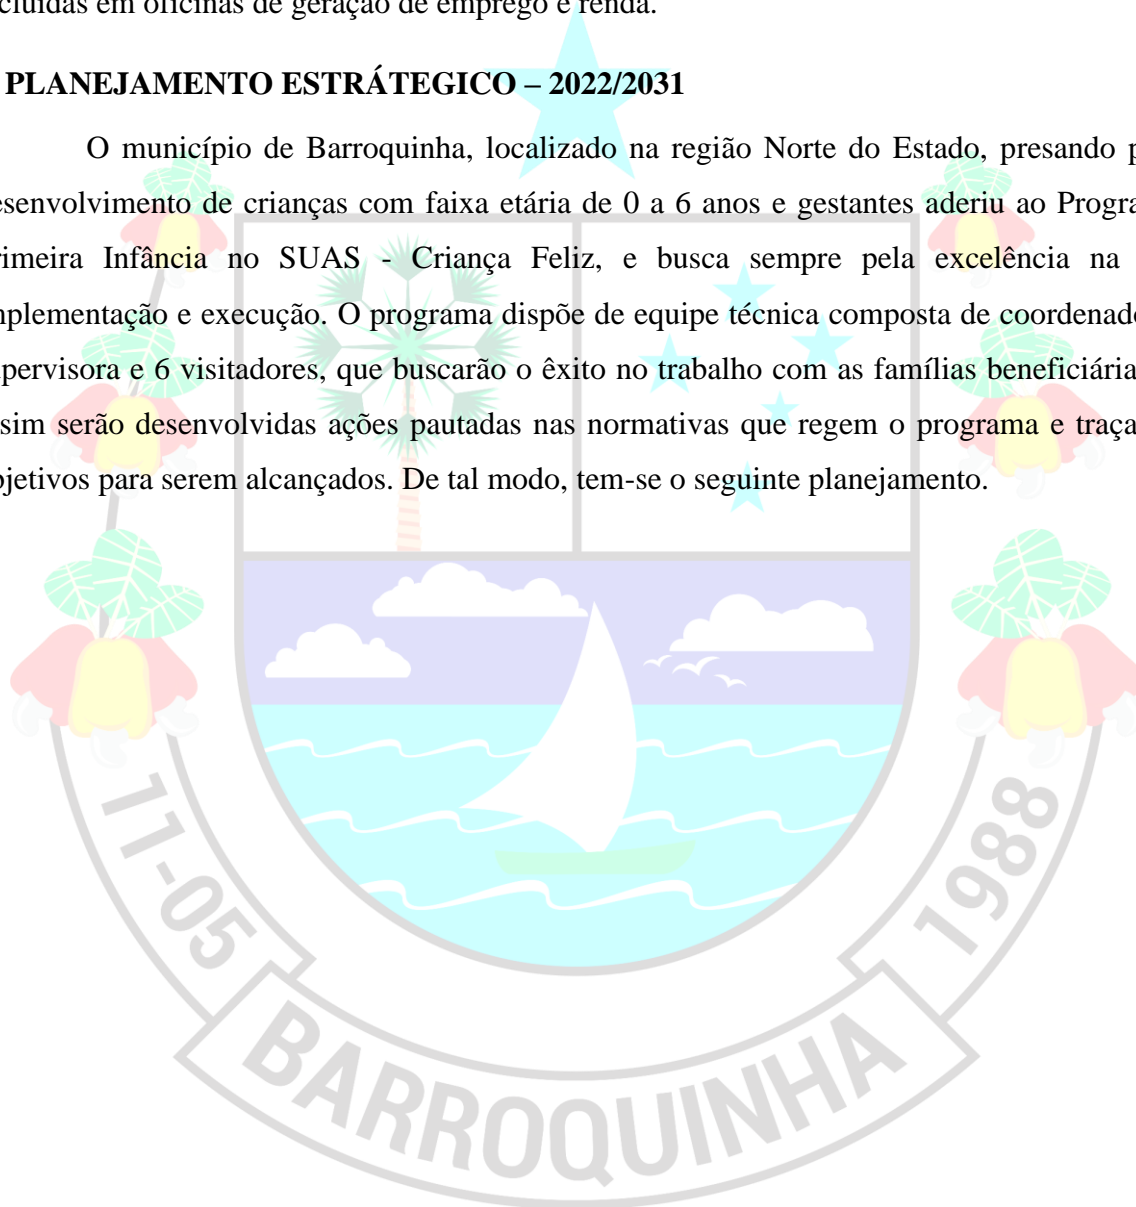 cluídas em oficinas de geração de emprego e renda.
PLANEJAMENTO ESTRÁTEGICO – 2022/2031
O município de Barroquinha, localizado na região Norte do Estado, presando p
esenvolvimento de crianças com faixa etária de 0 a 6 anos e gestantes aderiu ao Progra
rimeira Infância no SUAS - Criança Feliz, e busca sempre pela excelência na
mplementação e execução. O programa dispõe de equipe técnica composta de coordenado
pervisora e 6 visitadores, que buscarão o êxito no trabalho com as famílias beneficiária
sim serão desenvolvidas ações pautadas nas normativas que regem o programa e traça
bjetivos para serem alcançados. De tal modo, tem-se o seguinte planejamento.
11-05
BARROQUINHA
1988